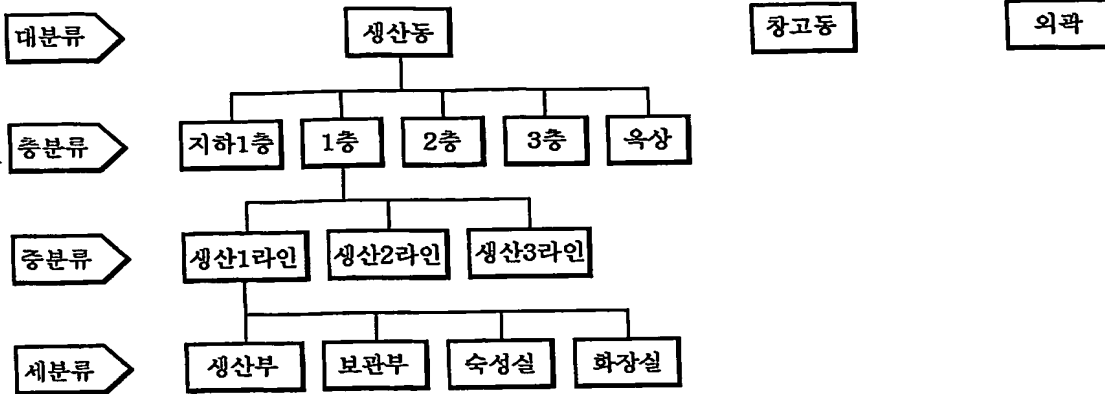 대분류 생산동 창고동 외곽
층분류 지하1층 1층 2층 3층 옥상
중분류 생산1라인 생산2라인 생산3라인
세분류 생산부 보관부 숙성실 화장실